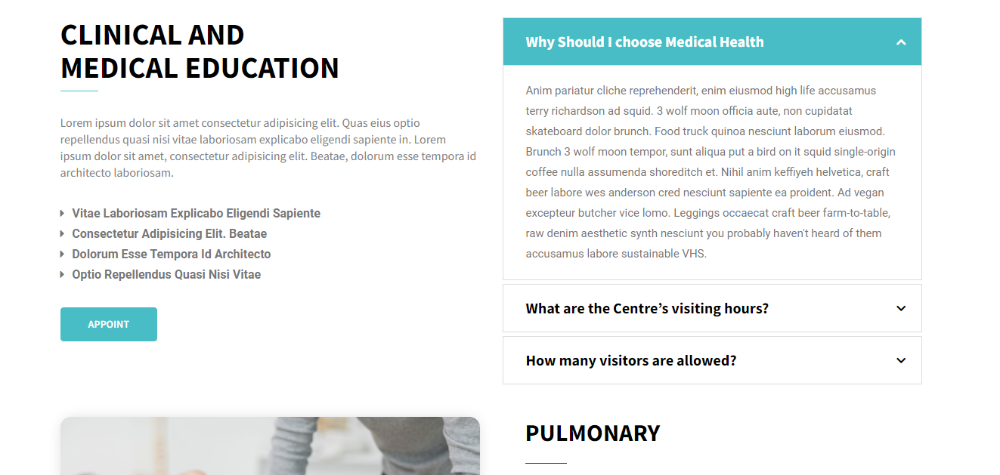 CLINICAL AND
MEDICAL EDUCATION
Lorem ipsum dolor sit amet consectetur adipisicing elit. Quas eius optio
repellendus quasi nisi vitae laboriosam explicabo eligendi sapiente in. Lorem
ipsum dolor sit amet, consectetur adipisicing elit. Beatae, dolorum esse tempora id
architecto laboriosam.
Vitae Laboriosam Explicabo Eligendi Sapiente
Consectetur Adipisicing Elit. Beatae
Dolorum Esse Tempora Id Architecto
Optio Repellendus Quasi Nisi Vitae
APPOINT
Why Should I choose Medical Health
Anim pariatur cliche reprehenderit, enim eiusmod high life accusamus
terry richardson ad squid. 3 wolf moon officia aute, non cupidatat
skateboard dolor brunch. Food truck quinoa nesciunt laborum eiusmod.
Brunch 3 wolf moon tempor, sunt aliqua put a bird on it squid single-origin
coffee nulla assumenda shoreditch et. Nihil anim keffiyeh helvetica, craft
beer labore wes anderson cred nesciunt sapiente ea proident. Ad vegan
excepteur butcher vice lomo. Leggings occaecat craft beer farm-to-table,
raw denim aesthetic synth nesciunt you probably haven't heard of them
accusamus labore sustainable VHS.
What are the Centre’s visiting hours?
How many visitors are allowed?
PULMONARY